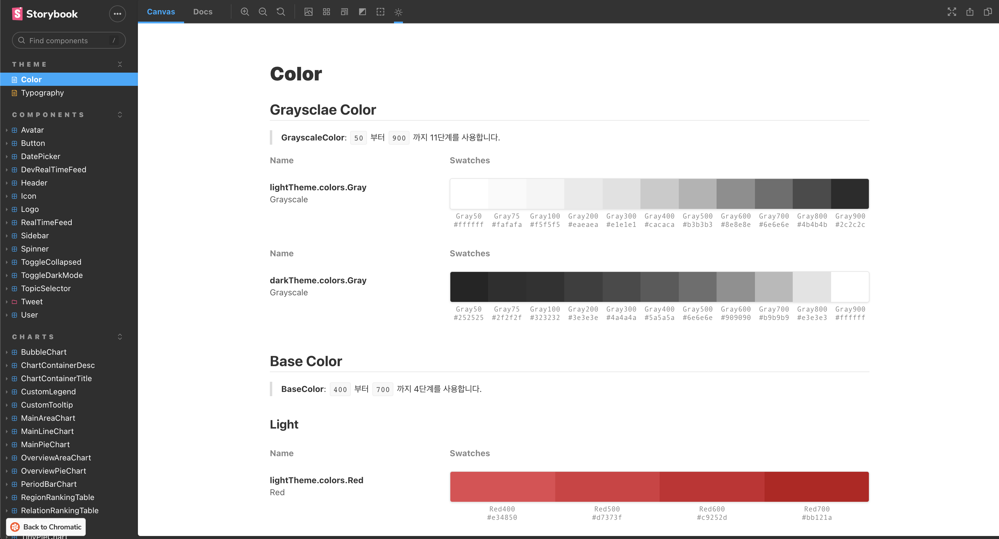 Storybook
Find components
/
THEME
Color
Typography
COMPONENTS
Avatar
Button
DatePicker
DevRealTimeFeed
Header
Icon
Logo
RealTimeFeed
Sidebar
Spinner
ToggleCollapsed
ToggleDarkMode
TopicSelector
Tweet
User
CHARTS
BubbleChart
ChartContainerDesc
ChartContainerTitle
CustomLegend
CustomTooltip
MainAreaChart
MainLineChart
MainPieChart
OverviewAreaChart
OverviewPieChart
PeriodBarChart
RegionRankingTable
RelationRankingTable
Back to Chromatic
TinyPieChart
Canvas Docs
Color
Graysclae Color
GrayscaleColor: 50 부터 900 까지 11단계를 사용합니다.
Name Swatches
lightTheme.colors.Gray
Grayscale
Gray50 Gray75 Gray100 Gray200 Gray300 Gray400 Gray500 Gray600 Gray700 Gray800 Gray900
#ffffff #fafafa #f5f5f5 #eaeaea #e1e1e1 #cacaca #b3b3b3 #8e8e8e #6e6e6e #4b4b4b #2c2c2c
Name Swatches
darkTheme.colors.Gray
Grayscale
Gray50 Gray75 Gray100 Gray200 Gray300 Gray400 Gray500 Gray600 Gray700 Gray800 Gray900
#252525 #2f2f2f #323232 #3e3e3e #4a4a4a #5a5a5a #6e6e6e #909090 #b9b9b9 #e3e3e3 #ffffff
Base Color
BaseColor: 400 부터 700 까지 4단계를 사용합니다.
Light
Name Swatches
lightTheme.colors.Red
Red
Red400 Red500 Red600 Red700
#e34850 #d7373f #c9252d #bb121a